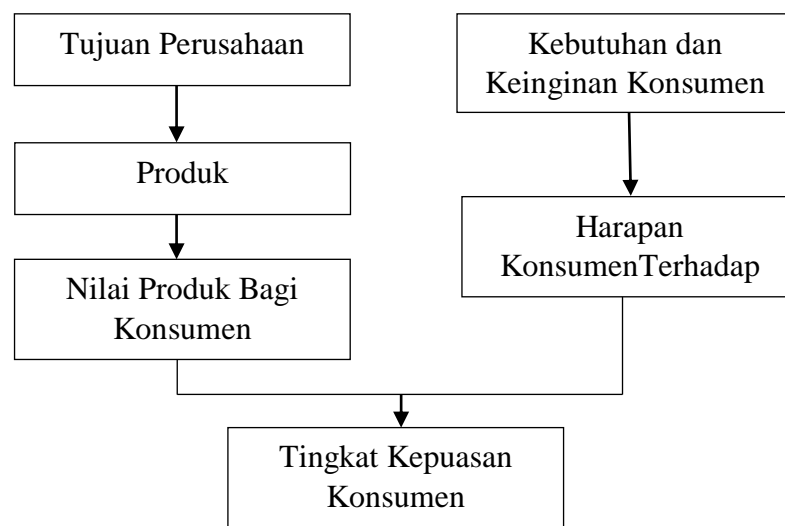 Tujuan Perusahaan
Produk
Nilai Produk Bagi
Konsumen
Kebutuhan dan
Keinginan Konsumen
Harapan
KonsumenTerhadap
Tingkat Kepuasan
Konsumen